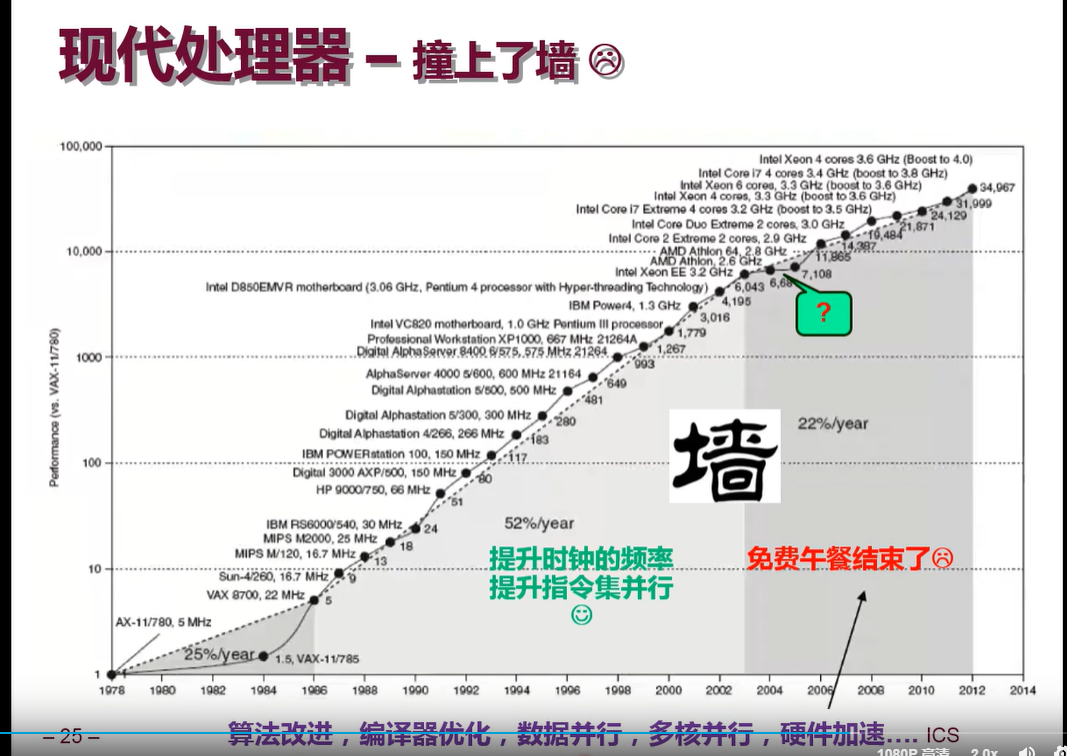 现代处理器 – 撞上了墙 ☹
100,000
Intel Xeon 4 cores 3.6 GHz (Boost to 4.0)
Intel Core i7 4 cores 3.4 GHz (boost to 3.8 GHz)
Intel Xeon 6 cores, 3.3 GHz (boost to 3.6 GHz)
34,967
Intel Xeon 4 cores, 3.3 GHz (boost to 3.6 GHz)
31,999
Intel Core i7 Extreme 4 cores 3.2 GHz (boost to 3.5 GHz)
24,129
Intel Core Duo Extreme 2 cores, 3.0 GHz
21,871
19,484
Intel Core 2 Extreme 2 cores, 2.9 GHz
14,387
10,000
AMD Athlon 64, 2.8 GHz
11,865
AMD Athlon, 2.6 GHz
Intel Xeon EE 3.2 GHz
7,108
6,68
6,043
Intel D850EMVR motherboard (3.06 GHz, Pentium 4 processor with Hyper-threading Technology)
4,195
?
IBM Power4, 1.3 GHz
3,016
Intel VC820 motherboard, 1.0 GHz Pentium III processor
1,779
Professional Workstation XP1000, 667 MHz 21264A
1,267
1000
Digital AlphaServer 8400 6/575, 575 MHz 21264
993
AlphaServer 4000 5/600, 600 MHz 21164
649
Digital Alphastation 5/500, 500 MHz
481
Digital Alphastation 5/300, 300 MHz
280
Digital Alphastation 4/266, 266 MHz
183
墙
22%/year
IBM POWERstation 100, 150 MHz
117
100
Digital 3000 AXP/500, 150 MHz
80
HP 9000/750, 66 MHz
51
Performance (vs. VAX-11/780)
IBM RS6000/540, 30 MHz
24
52%/year
MIPS M2000, 25 MHz
18
MIPS M/120, 16.7 MHz
13
提升时钟的频率
提升指令集并行
☺
免费午餐结束了☹
10
Sun-4/260, 16.7 MHz
9
VAX 8700, 22 MHz
5
AX-11/780, 5 MHz
25%/year
1.5, VAX-11/785
1
1978 1980 1982 1984 1986 1988 1990 1992 1994 1996 1998 2000 2002 2004 2006 2008 2010 2012 2014
– 25 –
算法改进，编译器优化，数据并行，多核并行，硬件加速....
ICS
1080P 高清
2.0x